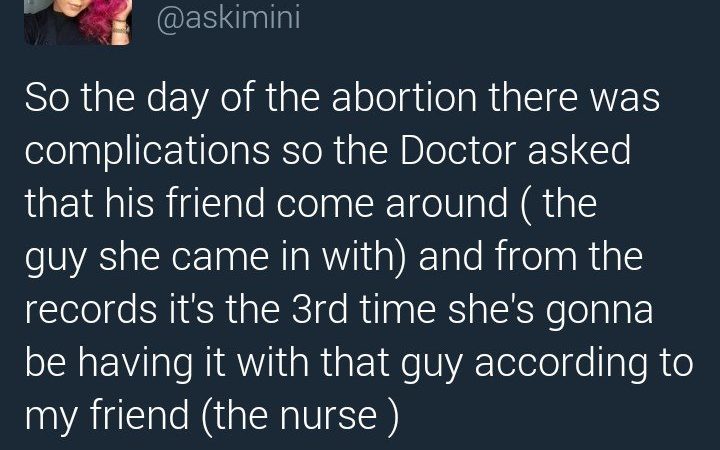 @askimini
So the day of the abortion there was
complications so the Doctor asked
that his friend come around ( the
guy she came in with) and from the
records it's the 3rd time she's gonna
be having it with that guy according to
my friend (the nurse )